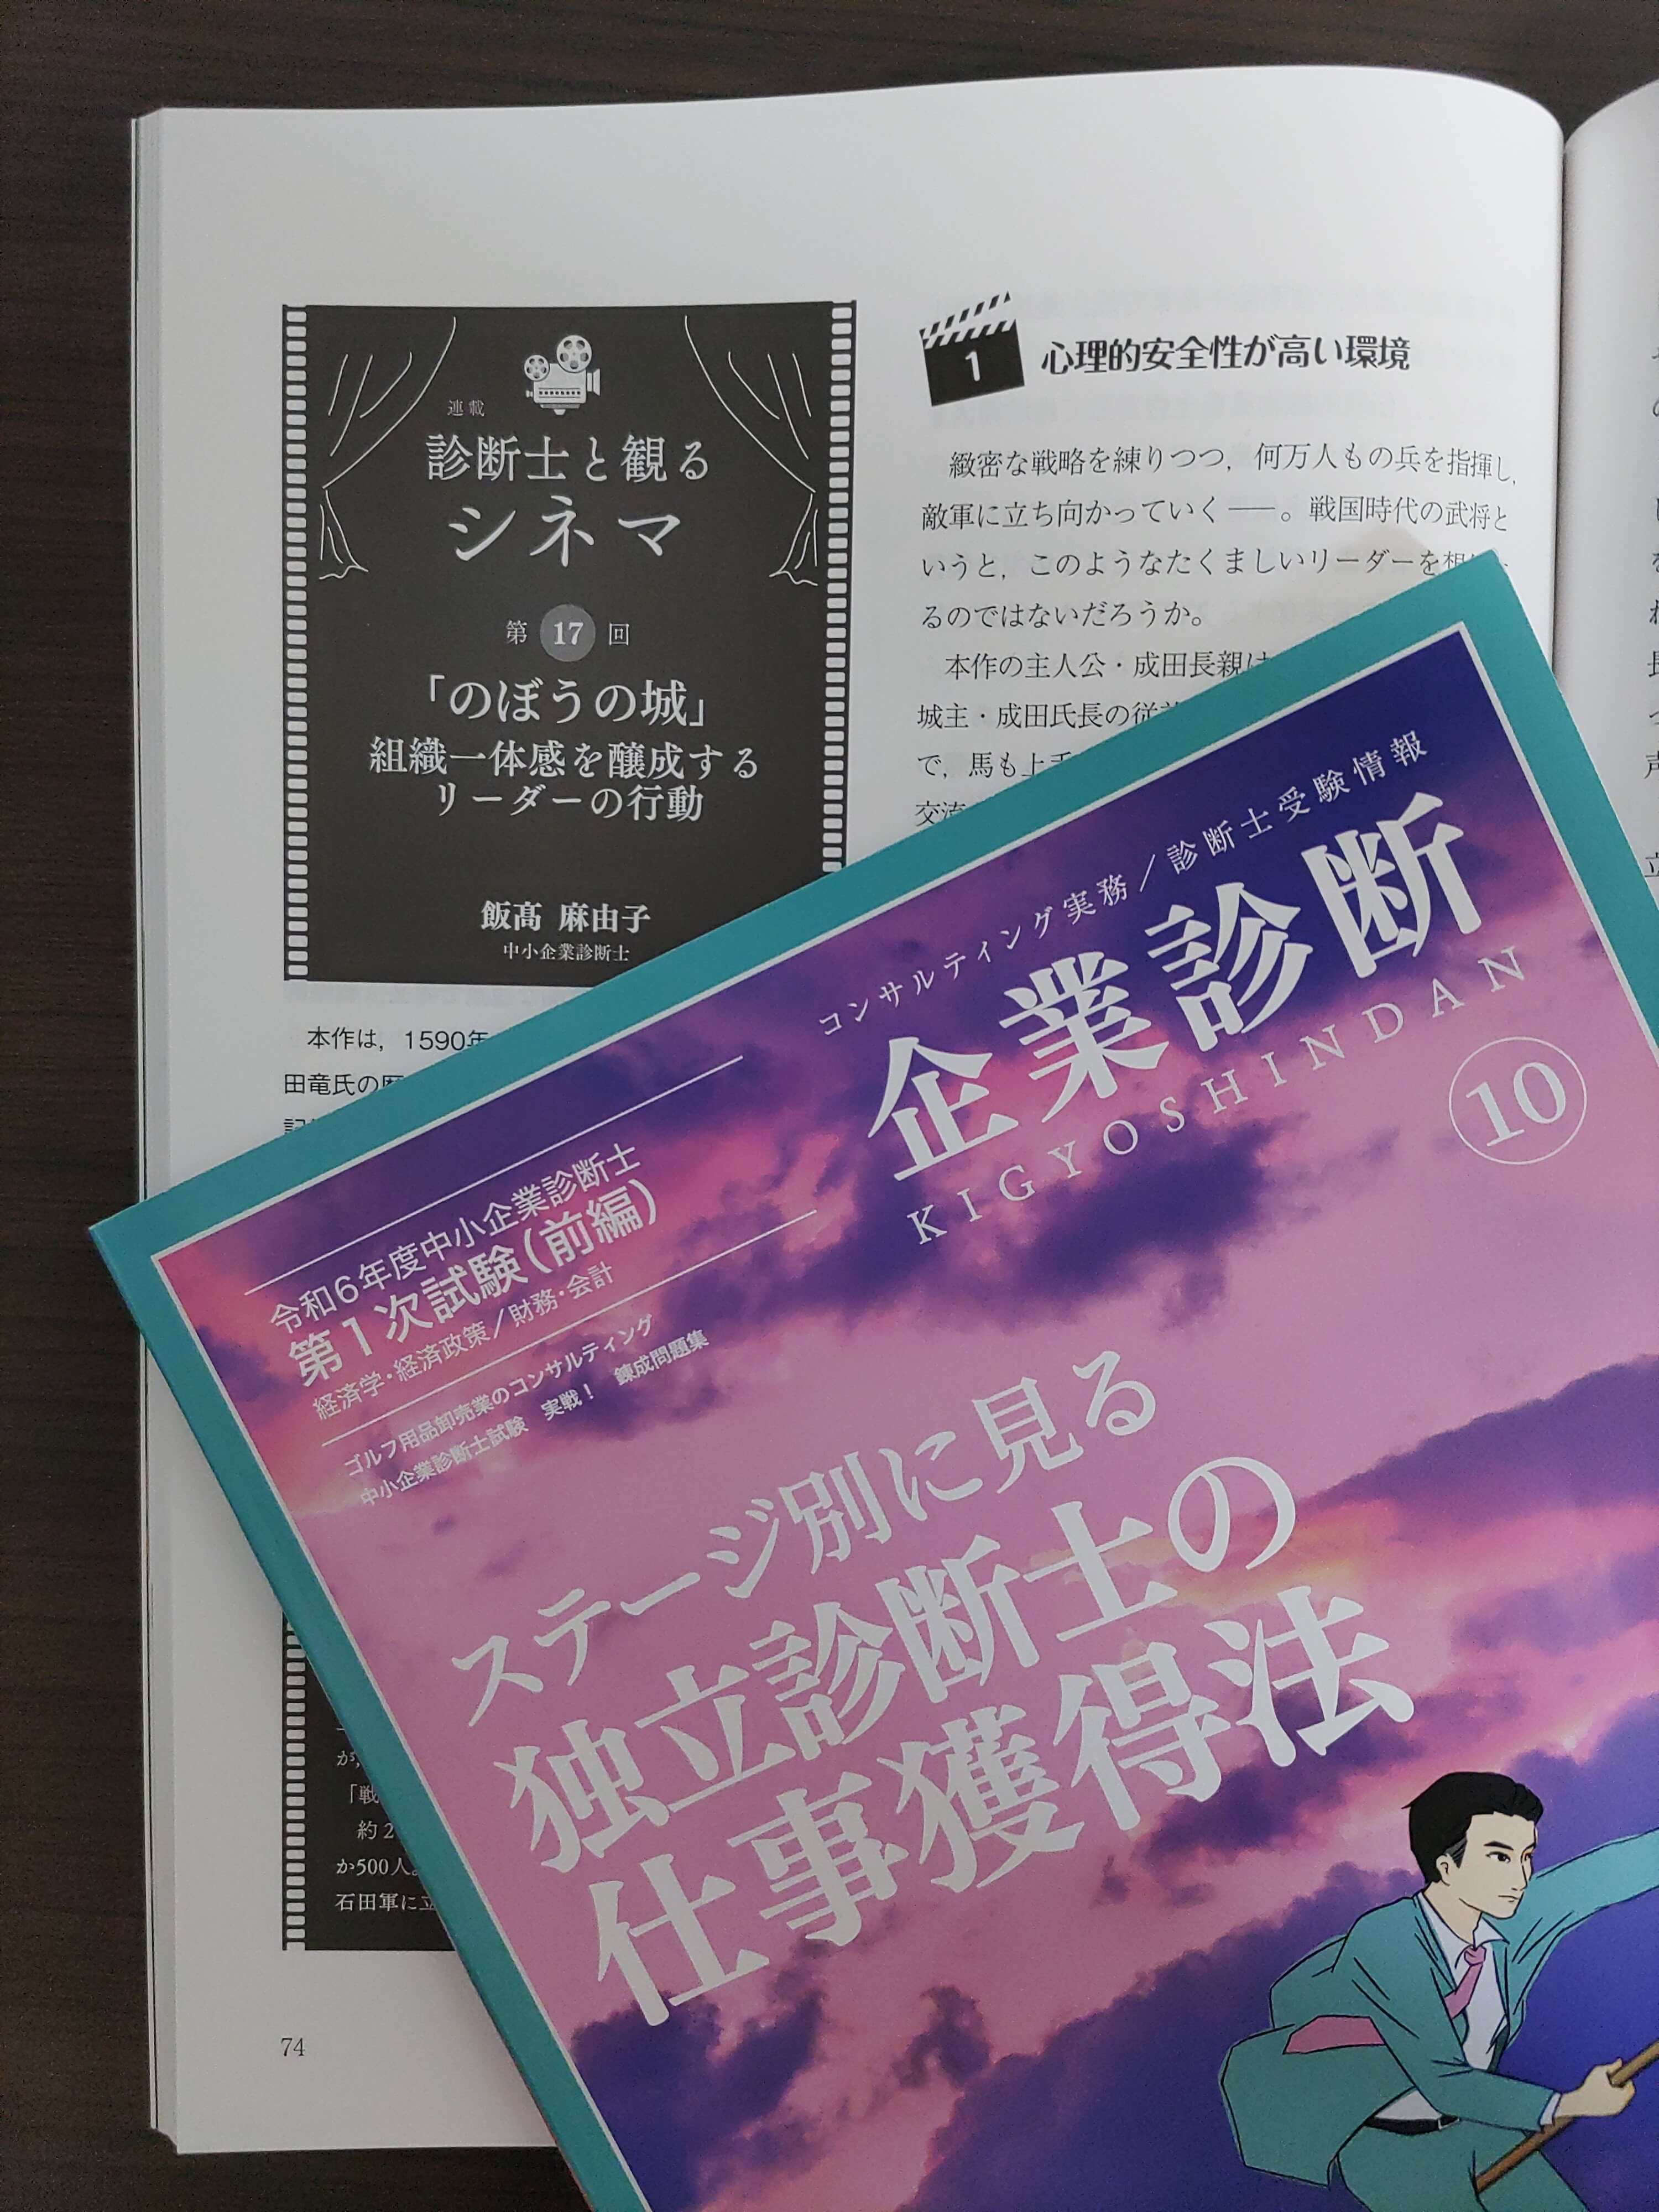 連載
診断士と観る
シネマ
第 17 回
「のぼうの城」
組織一体感を醸成する
リーダーの行動
飯髙 麻由子
中小企業診断士
本作は，1590年
田竜氏の
が，
「戦
約2
か500人。
石田軍に立
74
1 心理的安全性が高い環境
緻密な戦略を練りつつ，何万人もの兵を指揮し，
敵軍に立ち向かっていく──。戦国時代の武将と
いうと，このようなたくましいリーダーを想
るのではないだろうか。
本作の主人公・成田長親は
城主・成田氏長の従
で，馬も上手
交流
コンサルティング実務／診断士受験情報
企業診断
KIGYOSHINDAN
10
令和6年度中小企業診断士
第1次試験（前編）
経済学・経済政策／財務・会計
ゴルフ用品卸売業のコンサルティング
中小企業診断士試験 実戦！ 錬成問題集
ステージ別に見る
独立診断士の
仕事獲得法